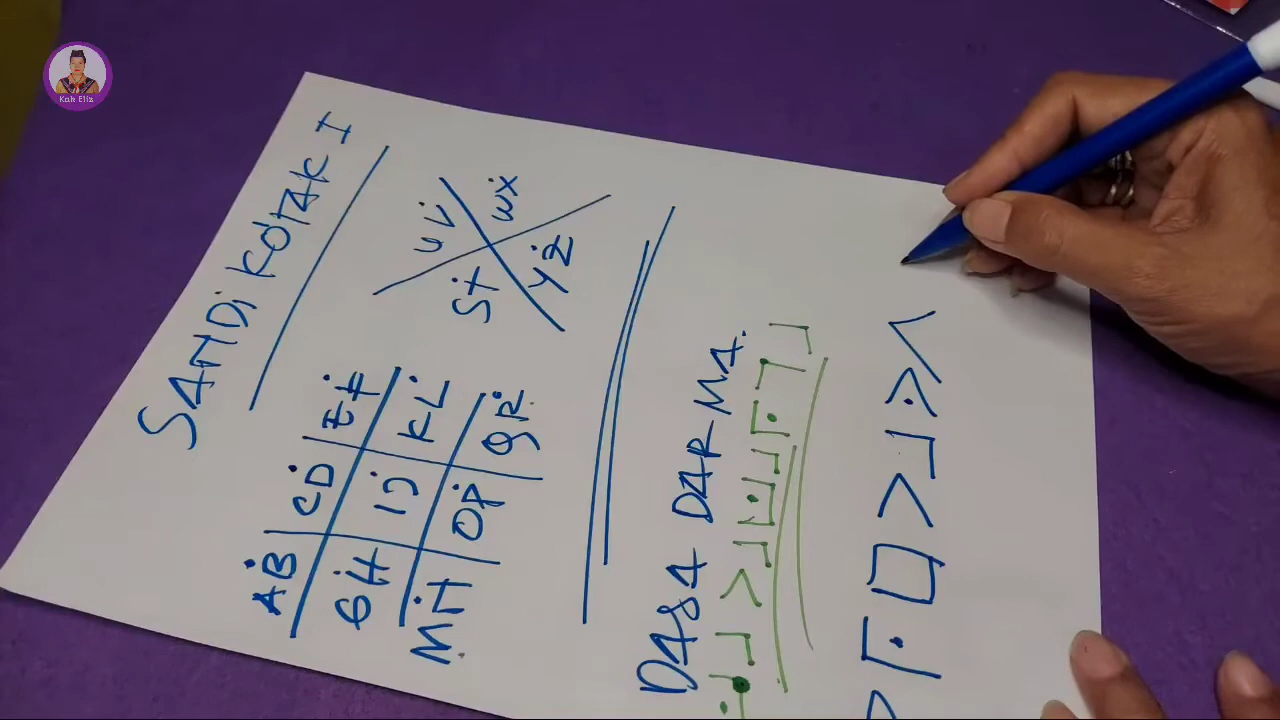 Kak Eliz
SANDi KOTAK I
AB CD EF
GH IJ KL
MN OP QR
UV
ST WX
YZ
DASA DARMA.